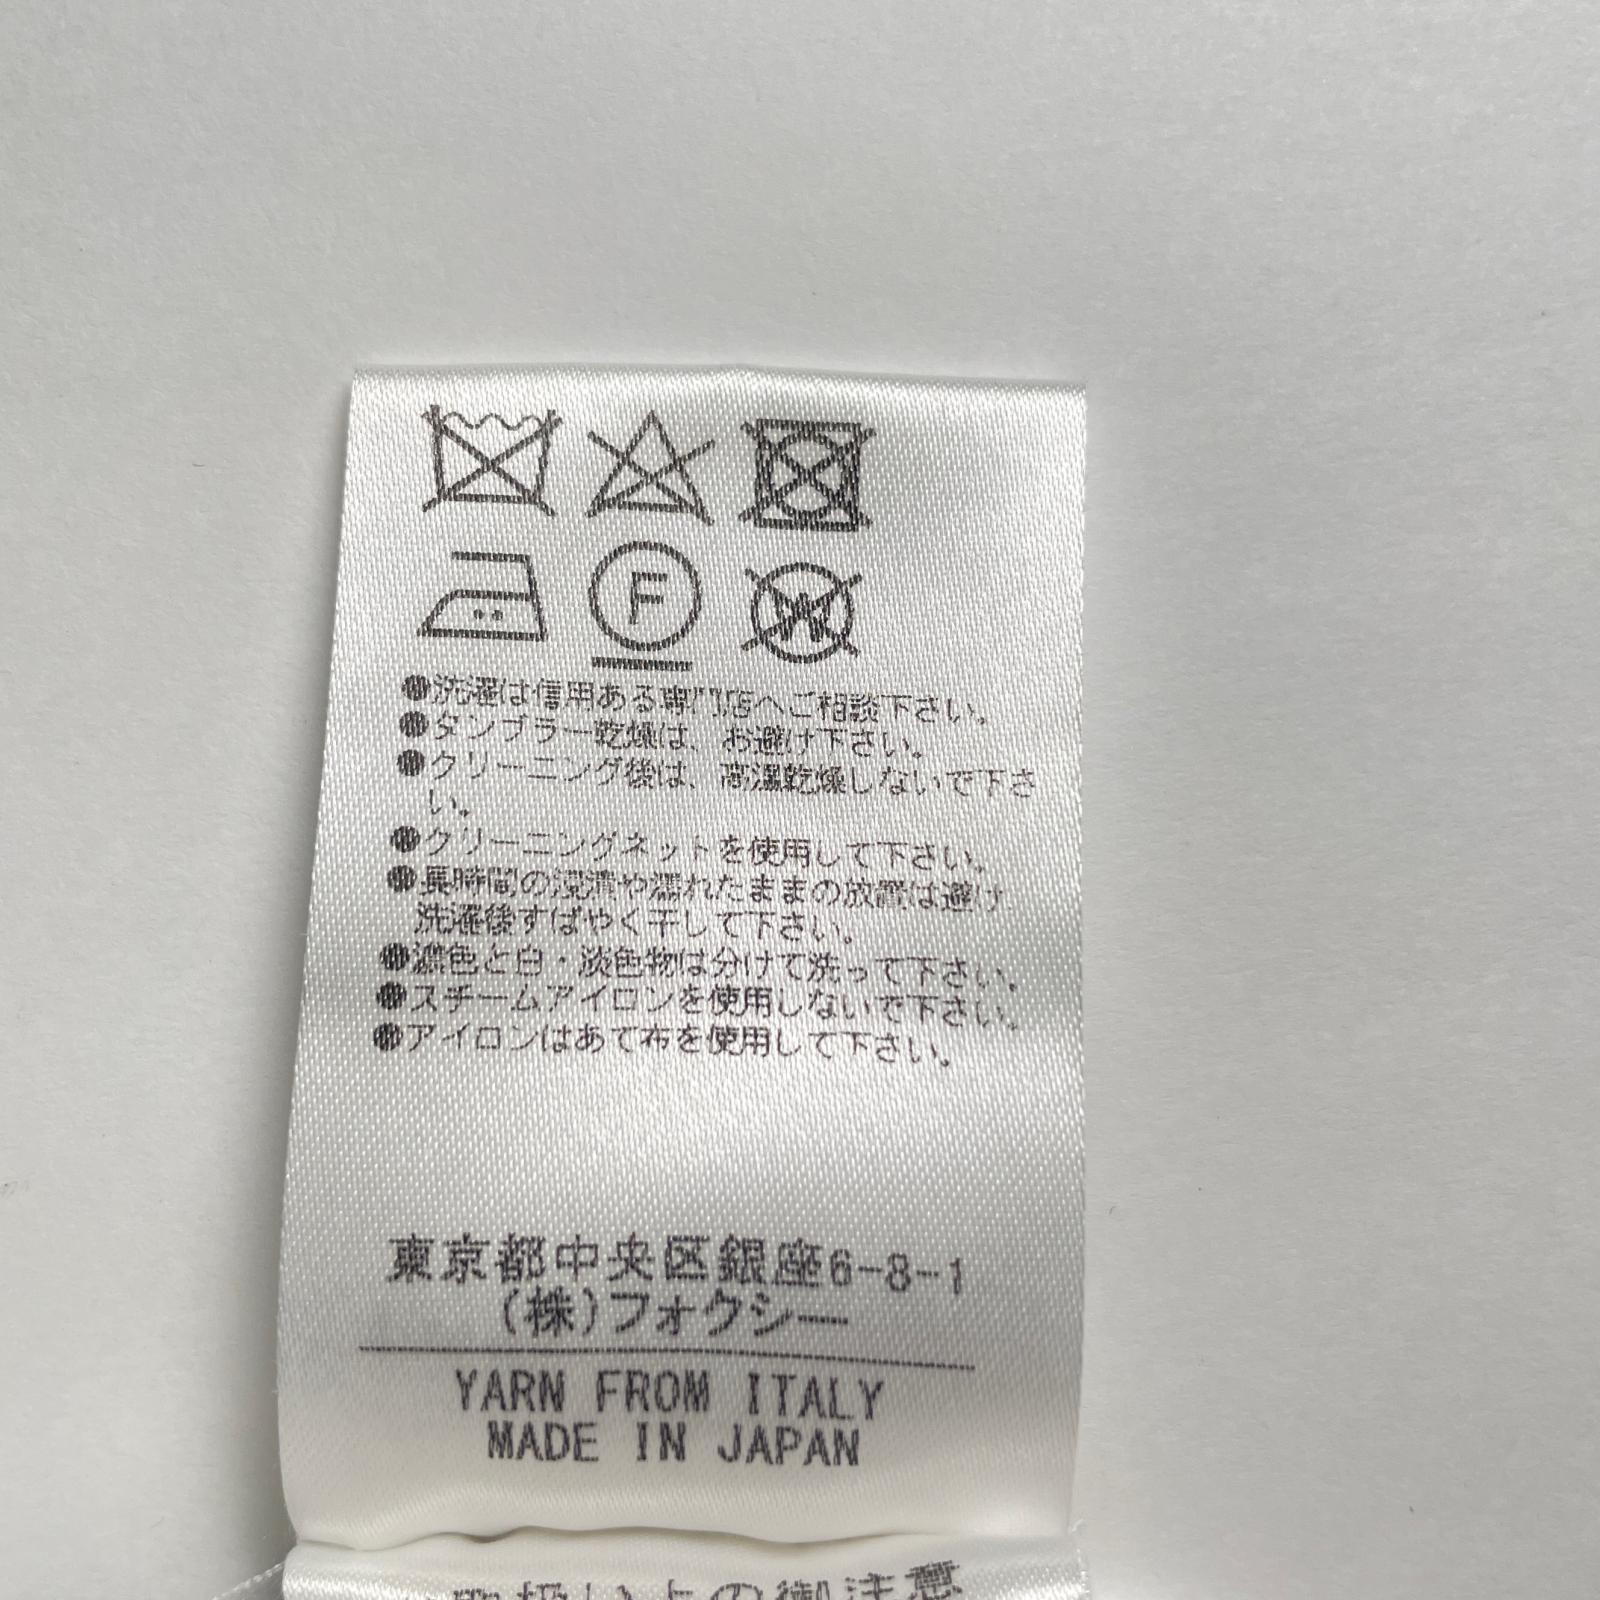 F
W
●洗濯は信用ある専門店へご相談下さい。
●タンブラー乾燥は、お避け下さい。
●クリーニング後は、高温乾燥しないで下さ
い。
●クリーニングネットを使用して下さい。
●長時間の浸漬や濡れたままの放置は避け
洗濯後すばやく干して下さい。
●濃色と白・淡色物は分けて洗って下さい。
●スチームアイロンを使用しないで下さい。
●アイロンはあて布を使用して下さい。
東京都中央区銀座6-8-1
(株)フォクシー
YARN FROM ITALY
MADE IN JAPAN
取扱い上の御注意